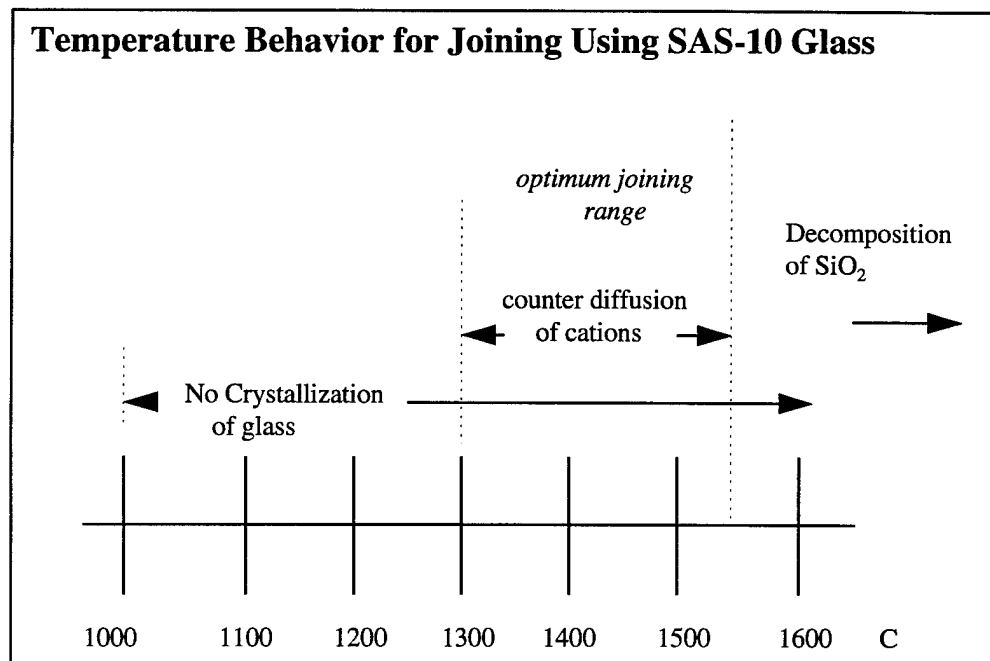 Temperature Behavior for Joining Using SAS-10 Glass
optimum joining
range
Decomposition
of SiO₂
counter diffusion
of cations
No Crystallization
of glass
1000 1100 1200 1300 1400 1500 1600 C